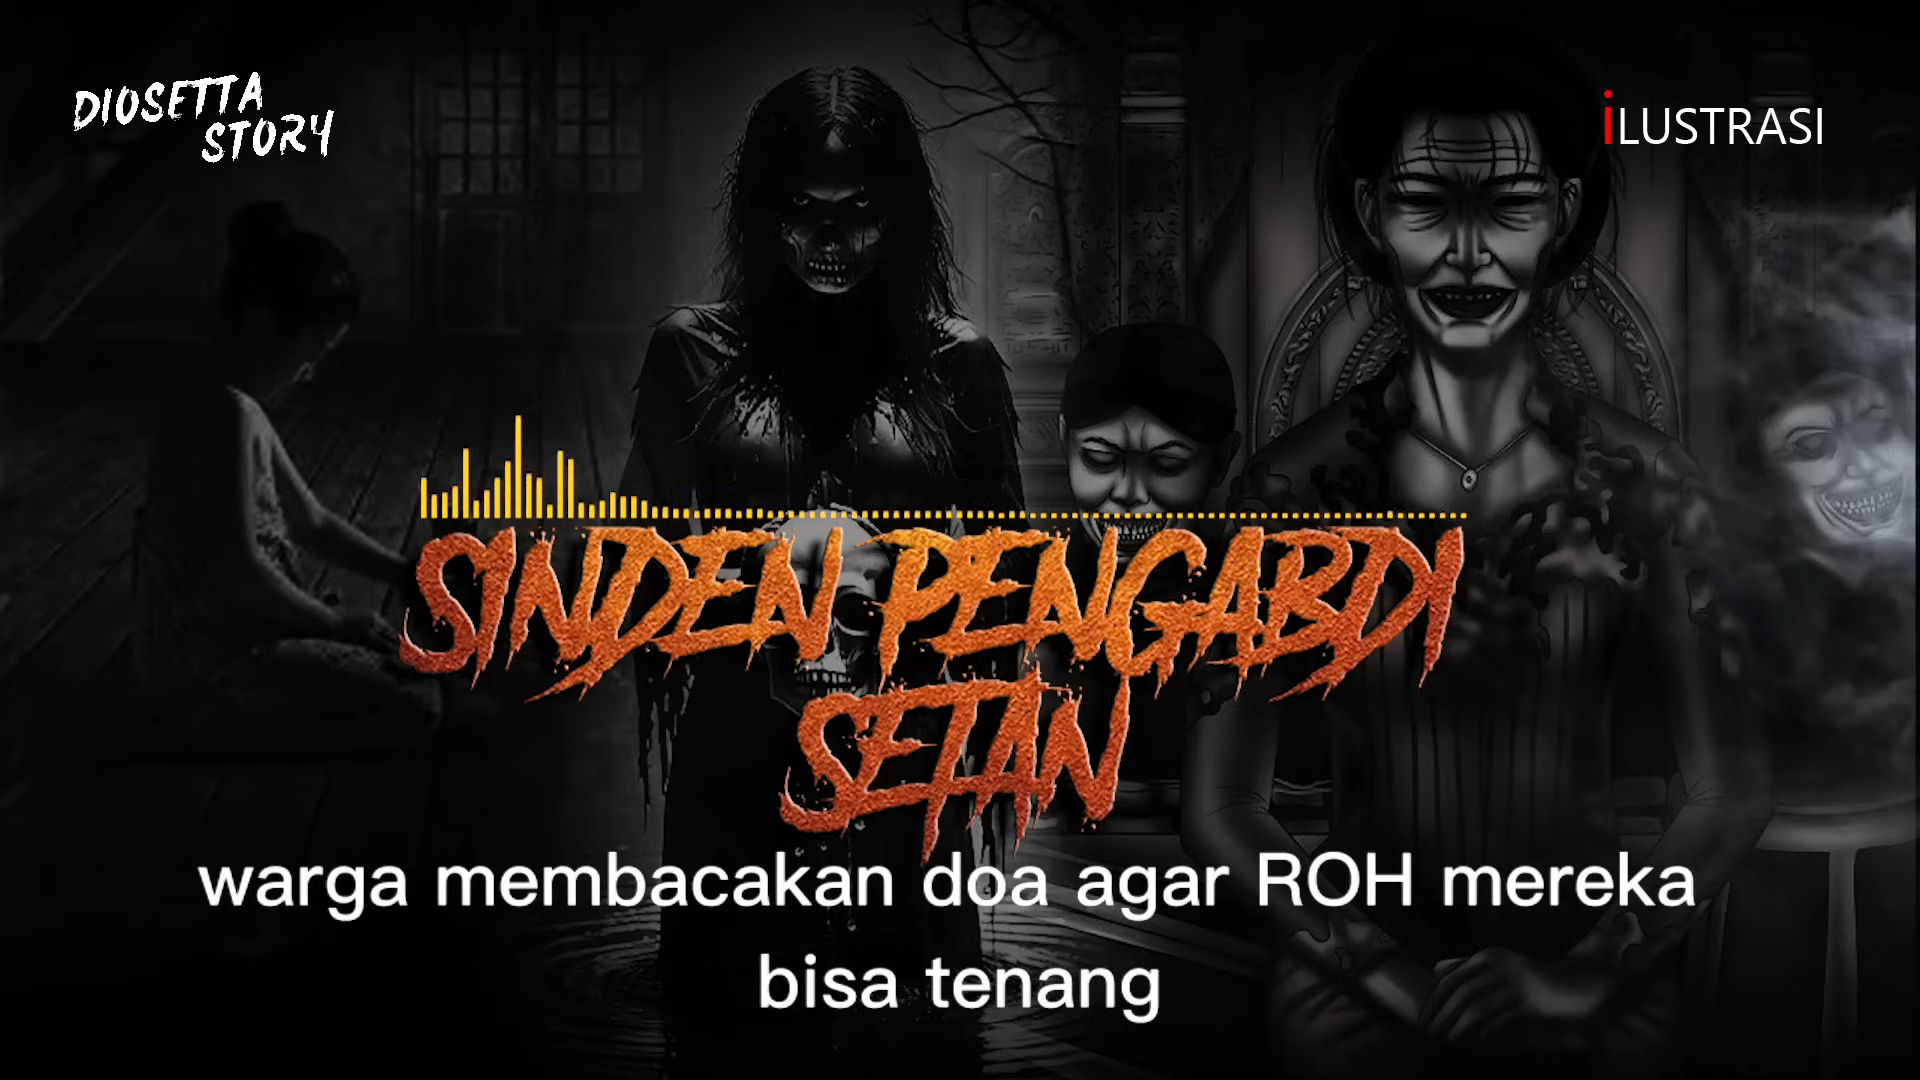 DIOSETTA
STORY
iLUSTRASI
SINDEN PENGABDI
SETAN
warga membacakan doa agar ROH mereka
bisa tenang